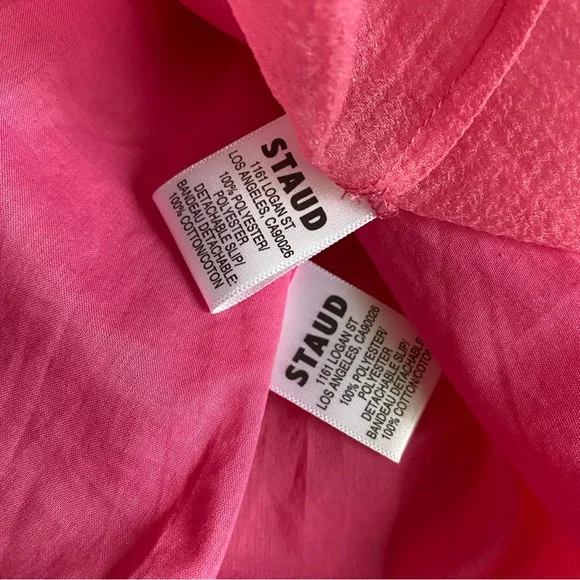 STAUD
1161 LOGAN ST
LOS ANGELES, CA90026
100% POLYESTER/
POLYESTER
DETACHABLE SLIP/
BANDEAU DETACHABLE:
100% COTTON/COTON
STAUD
1161 LOGAN ST
LOS ANGELES, CA90026
100% POLYESTER/
POLYESTER
DETACHABLE SLIP/
BANDEAU DETACHABLE
100% COTTON/COT